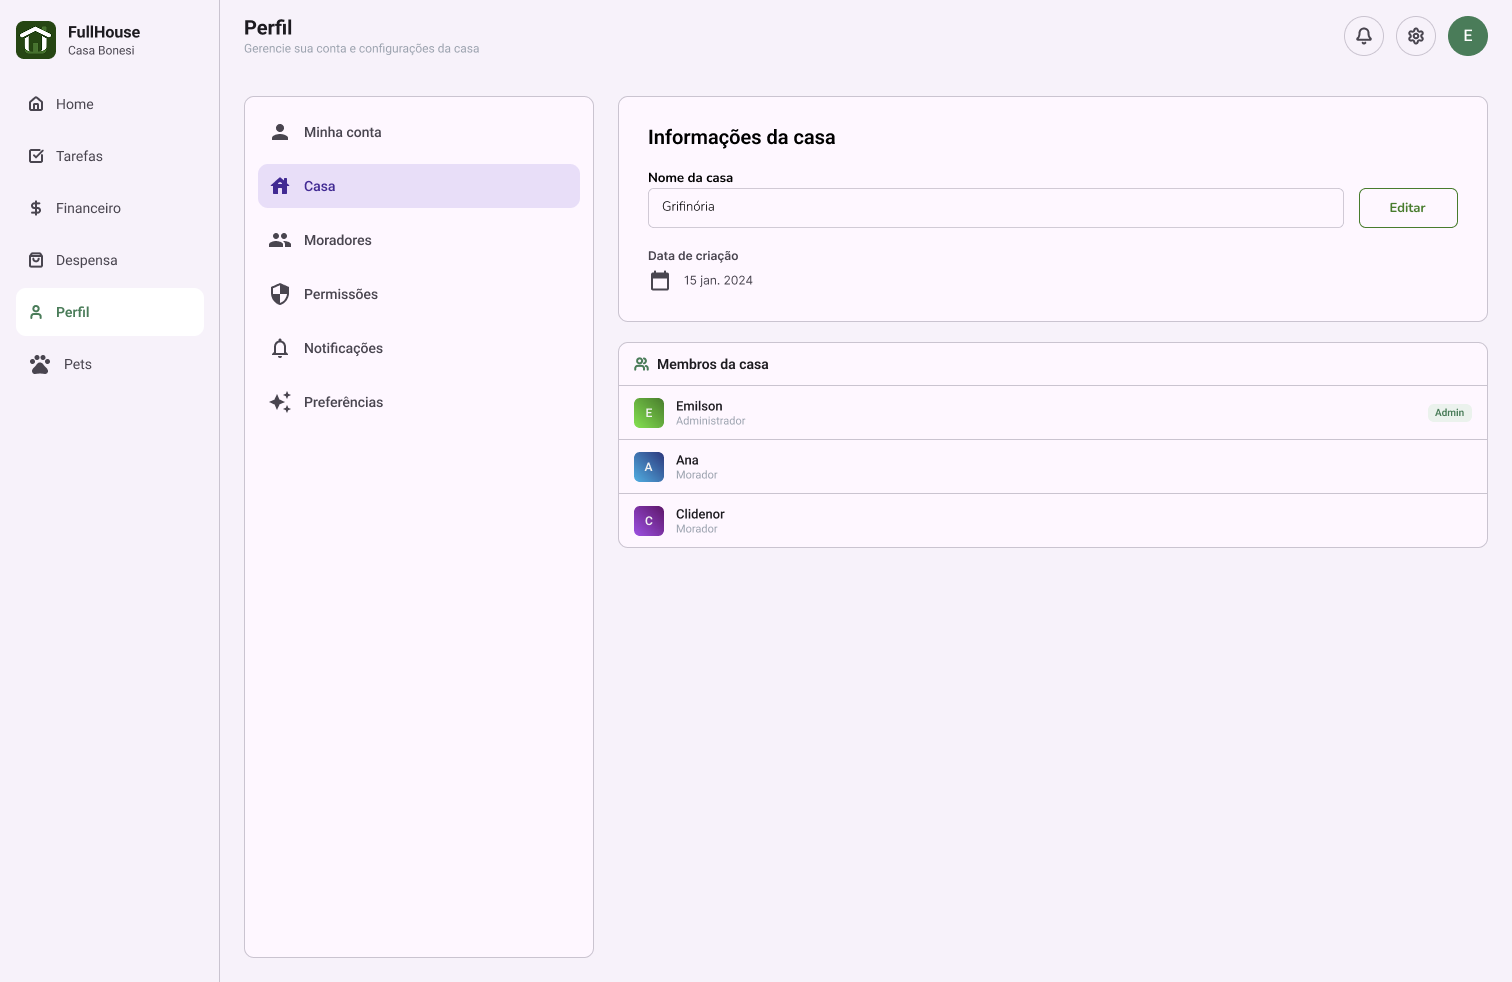 FullHouse
Casa Bonesi
Home
Tarefas
Financeiro
Despensa
Perfil
Pets
Perfil
Gerencie sua conta e configurações da casa
E
Minha conta
Casa
Moradores
Permissões
Notificações
Preferências
Informações da casa
Nome da casa
Grifinória
Editar
Data de criação
15 jan. 2024
Membros da casa
E
Emilson
Administrador
Admin
A
Ana
Morador
C
Clidenor
Morador